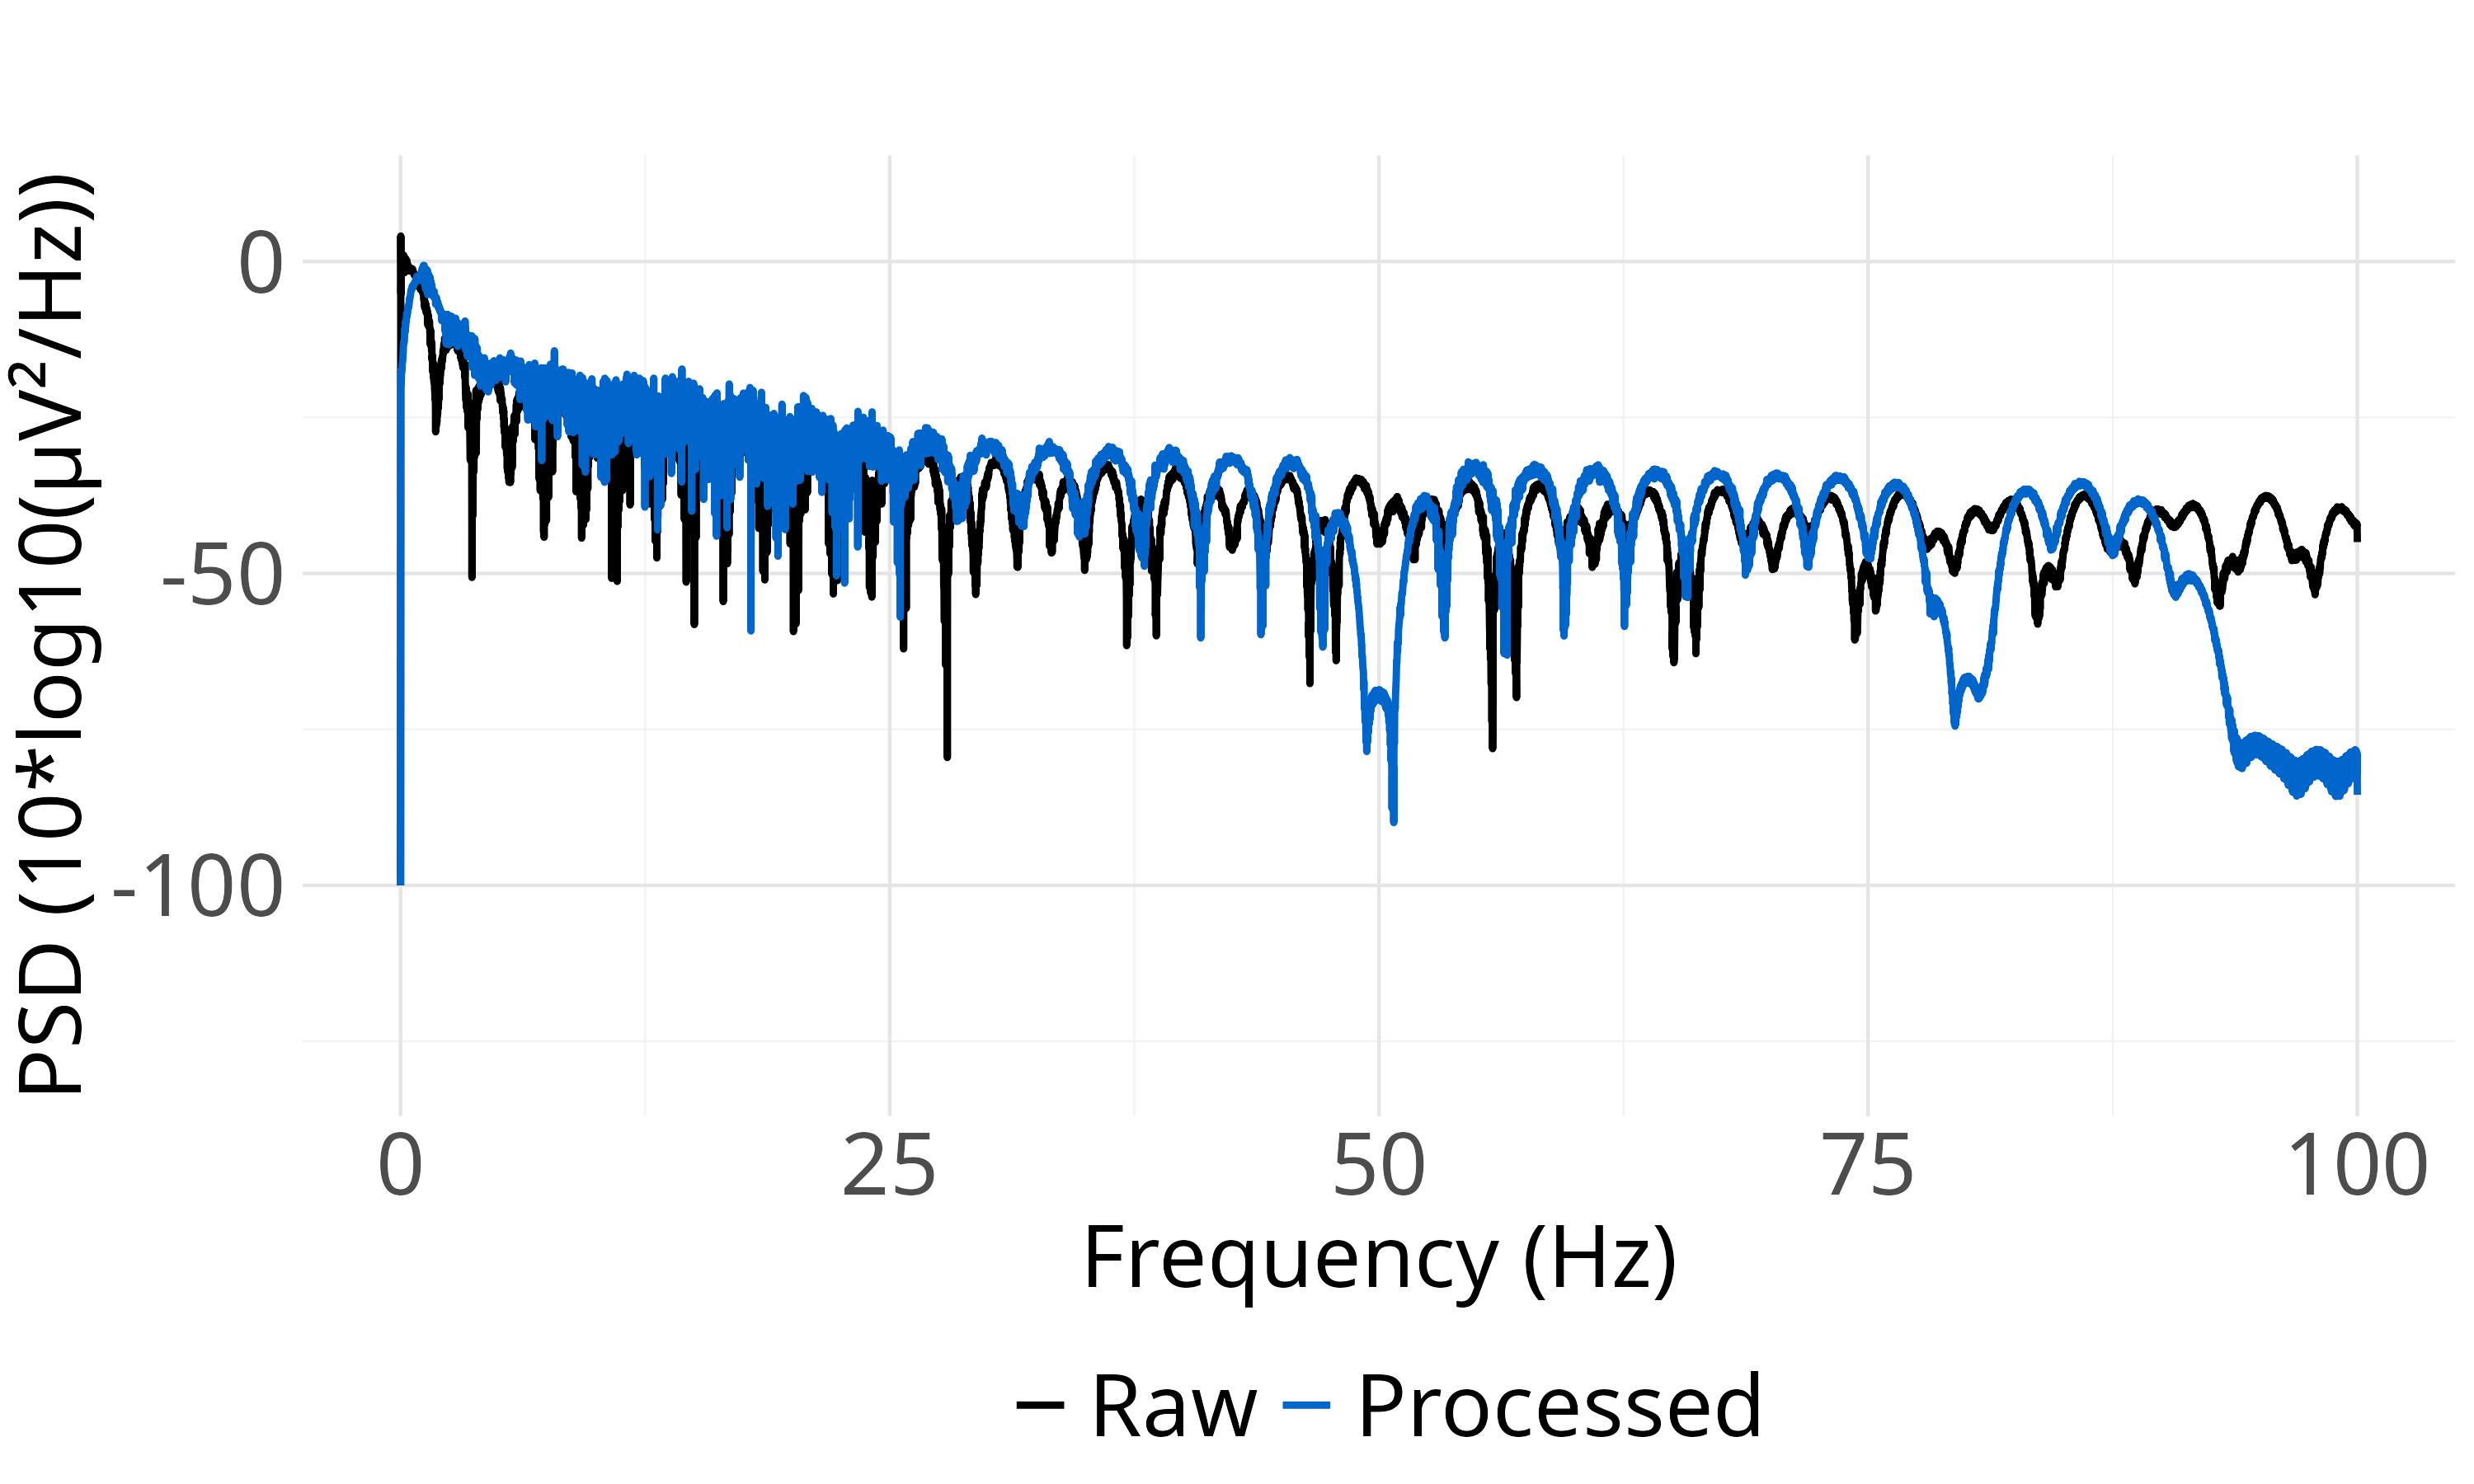 PSD (10*log10(µV²/Hz))
0
-50
-100
0 25 50 75 100
Frequency (Hz)
Raw Processed